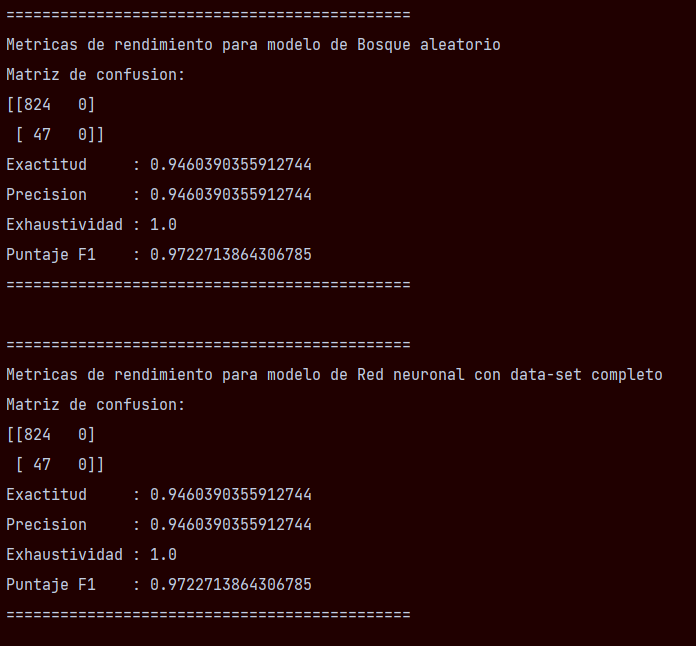 =============================================
Metricas de rendimiento para modelo de Bosque aleatorio
Matriz de confusion:
[[824   0]
 [ 47   0]]
Exactitud     : 0.9460390355912744
Precision     : 0.9460390355912744
Exhaustividad : 1.0
Puntaje F1    : 0.9722713864306785
=============================================

=============================================
Metricas de rendimiento para modelo de Red neuronal con data-set completo
Matriz de confusion:
[[824   0]
 [ 47   0]]
Exactitud     : 0.9460390355912744
Precision     : 0.9460390355912744
Exhaustividad : 1.0
Puntaje F1    : 0.9722713864306785
=============================================